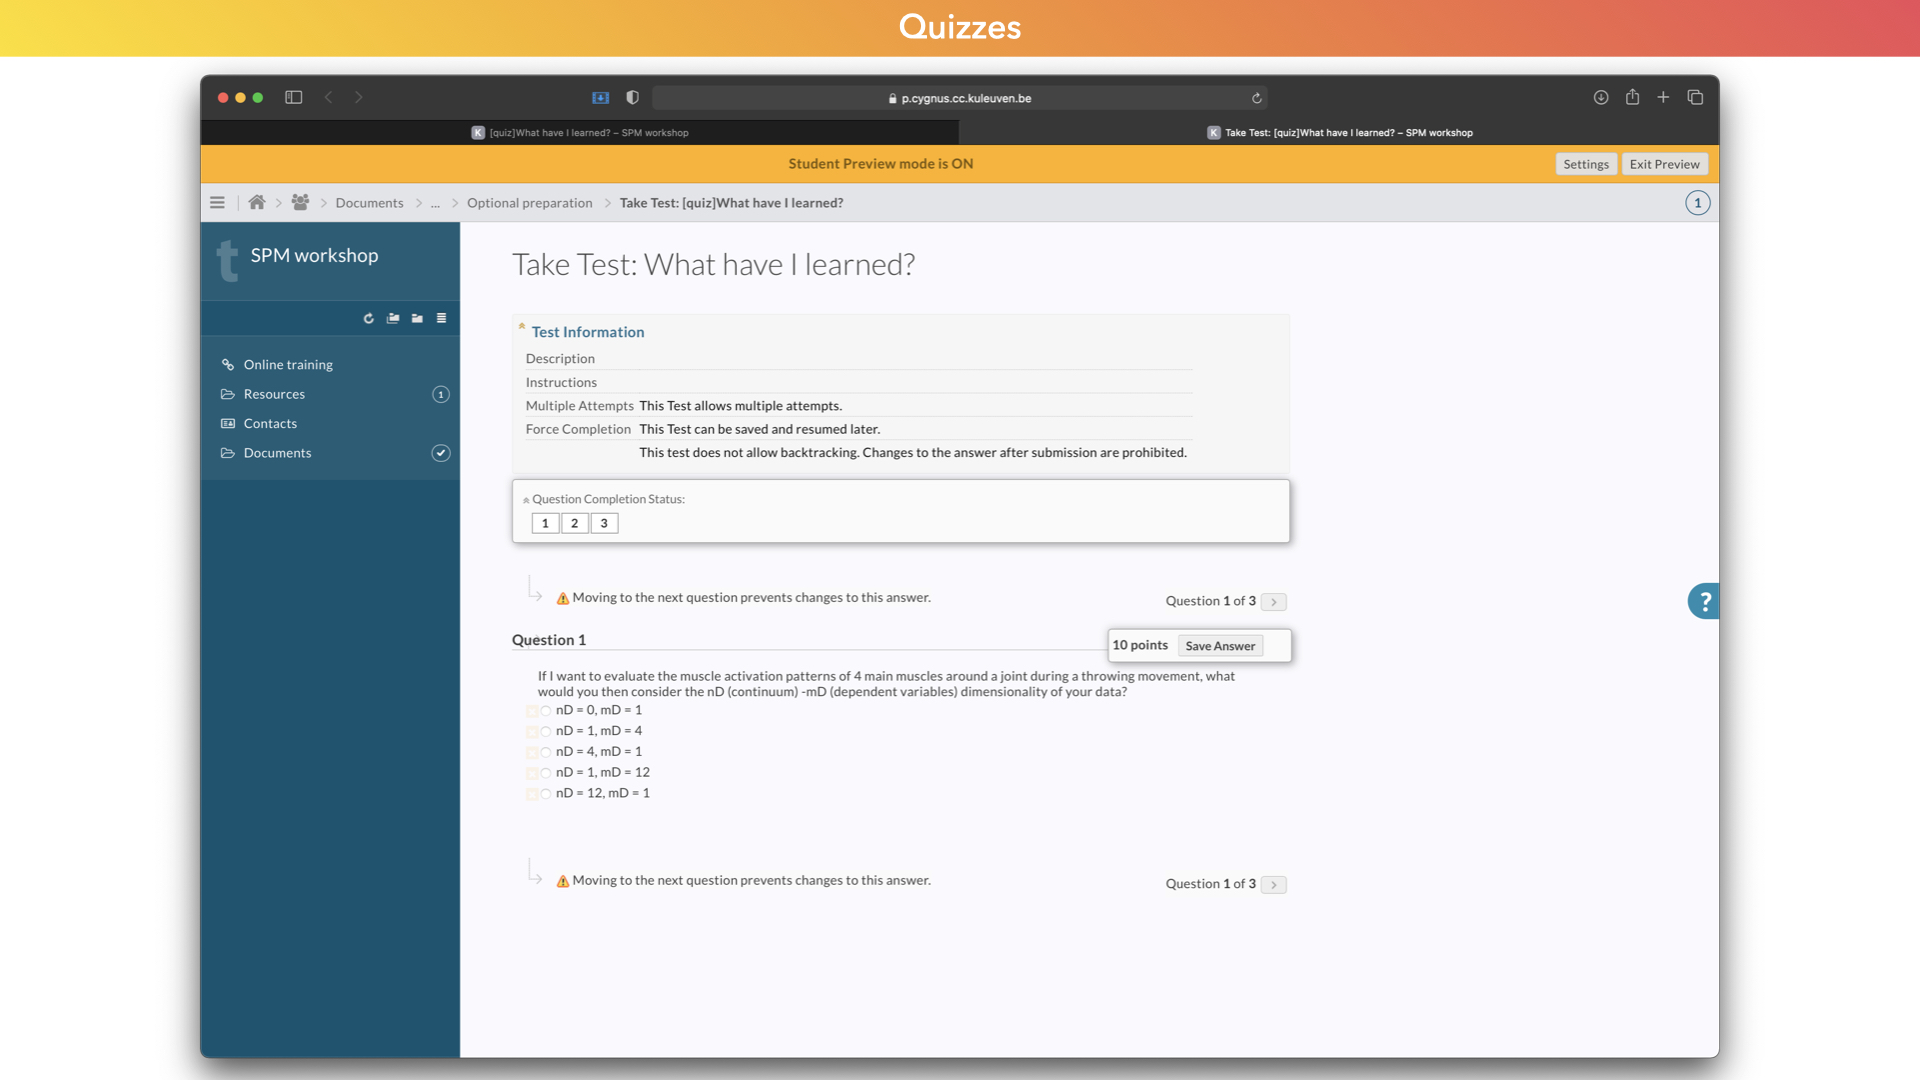 Quizzes
p.cygnus.cc.kuleuven.be
K [quiz]What have I learned? – SPM workshop
K Take Test: [quiz]What have I learned? – SPM workshop
Student Preview mode is ON
Settings
Exit Preview
> > Documents > ... > Optional preparation > Take Test: [quiz]What have I learned?
1
t SPM workshop
Online training
Resources 1
Contacts
Documents
Take Test: What have I learned?
Test Information
Description
Instructions
Multiple Attempts This Test allows multiple attempts.
Force Completion This Test can be saved and resumed later.
This test does not allow backtracking. Changes to the answer after submission are prohibited.
Question Completion Status:
1 2 3
Moving to the next question prevents changes to this answer.
Question 1 of 3 >
Question 1
10 points Save Answer
If I want to evaluate the muscle activation patterns of 4 main muscles around a joint during a throwing movement, what
would you then consider the nD (continuum) -mD (dependent variables) dimensionality of your data?
nD = 0, mD = 1
nD = 1, mD = 4
nD = 4, mD = 1
nD = 1, mD = 12
nD = 12, mD = 1
Moving to the next question prevents changes to this answer.
Question 1 of 3 >
?